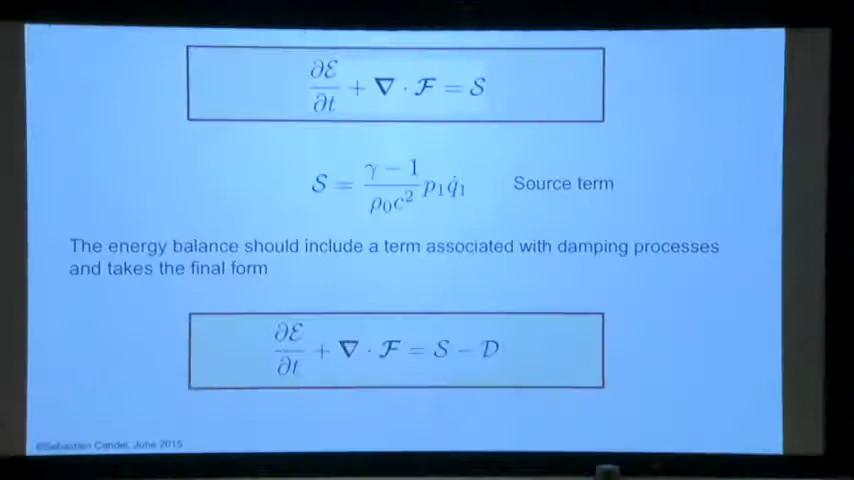 ∂ℰ/∂t + ∇ · ℱ = 𝒮
𝒮 = (γ − 1)/(ρ₀c²) p₁q̇₁ Source term
The energy balance should include a term associated with damping processes
and takes the final form
∂ℰ/∂t + ∇ · ℱ = 𝒮 − 𝒟
©Sebastien Candel, June 2015